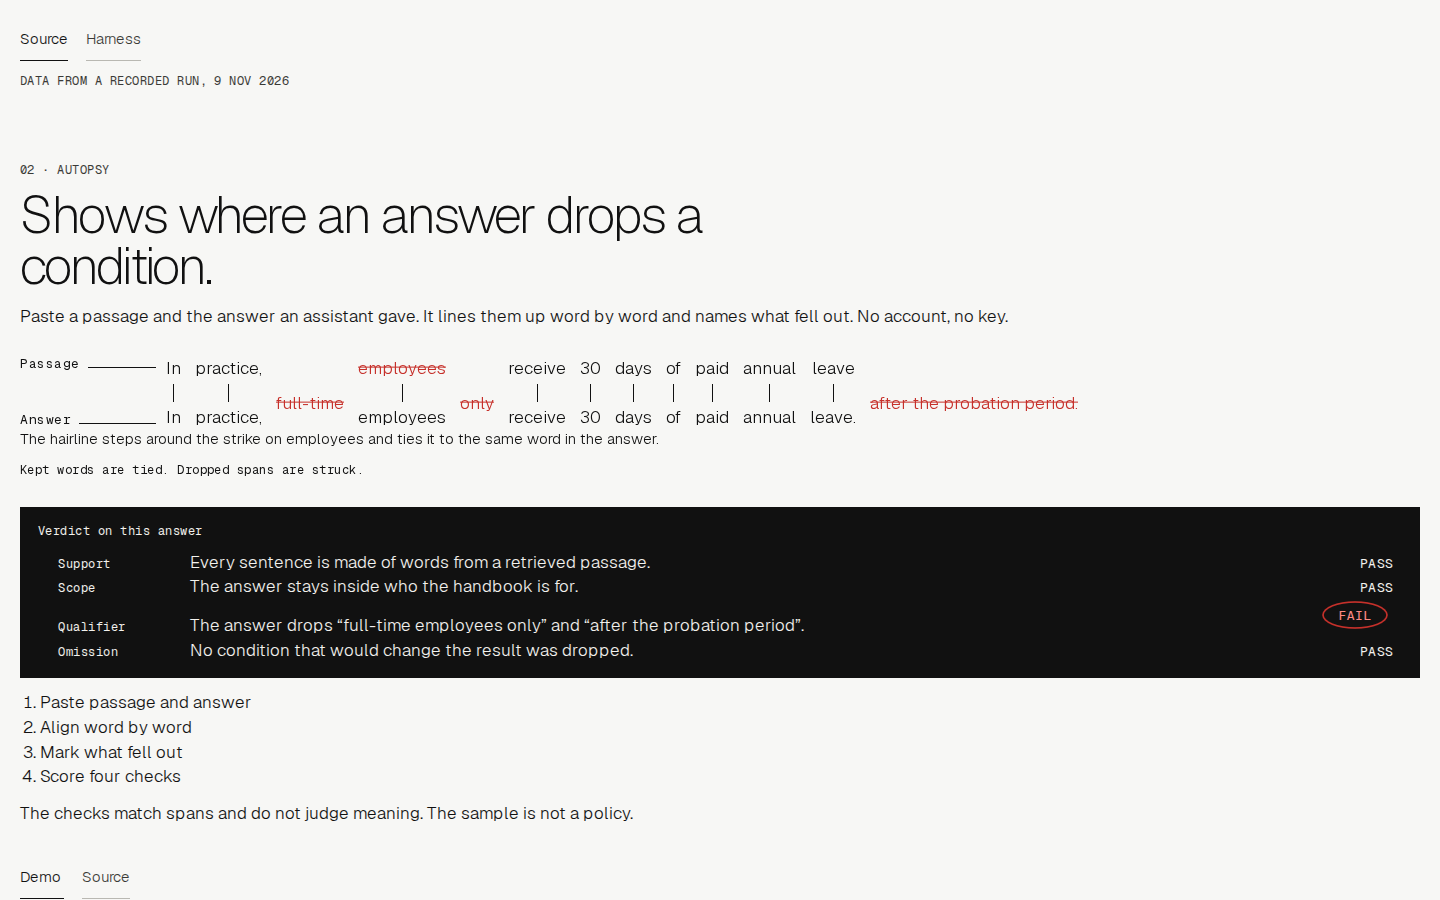 Source Harness
DATA FROM A RECORDED RUN, 9 NOV 2026
02 · AUTOPSY
Shows where an answer drops a
condition.
Paste a passage and the answer an assistant gave. It lines them up word by word and names what fell out. No account, no key.
Passage In practice, employees receive 30 days of paid annual leave
full-time only after the probation period.
Answer In practice, employees receive 30 days of paid annual leave.
The hairline steps around the strike on employees and ties it to the same word in the answer.
Kept words are tied. Dropped spans are struck.
Verdict on this answer
Support Every sentence is made of words from a retrieved passage. PASS
Scope The answer stays inside who the handbook is for. PASS
Qualifier The answer drops “full-time employees only” and “after the probation period”. FAIL
Omission No condition that would change the result was dropped. PASS
1. Paste passage and answer
2. Align word by word
3. Mark what fell out
4. Score four checks
The checks match spans and do not judge meaning. The sample is not a policy.
Demo Source